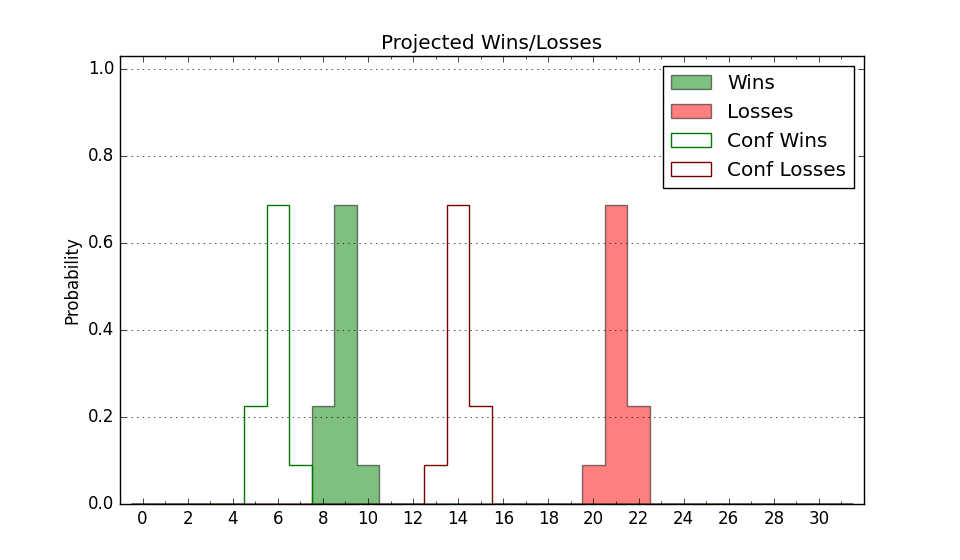 Projected Wins/Losses
1.0
0.8
0.6
0.4
0.2
0.0
Probability
Wins
Losses
Conf Wins
Conf Losses
0 2 4 6 8 10 12 14 16 18 20 22 24 26 28 30